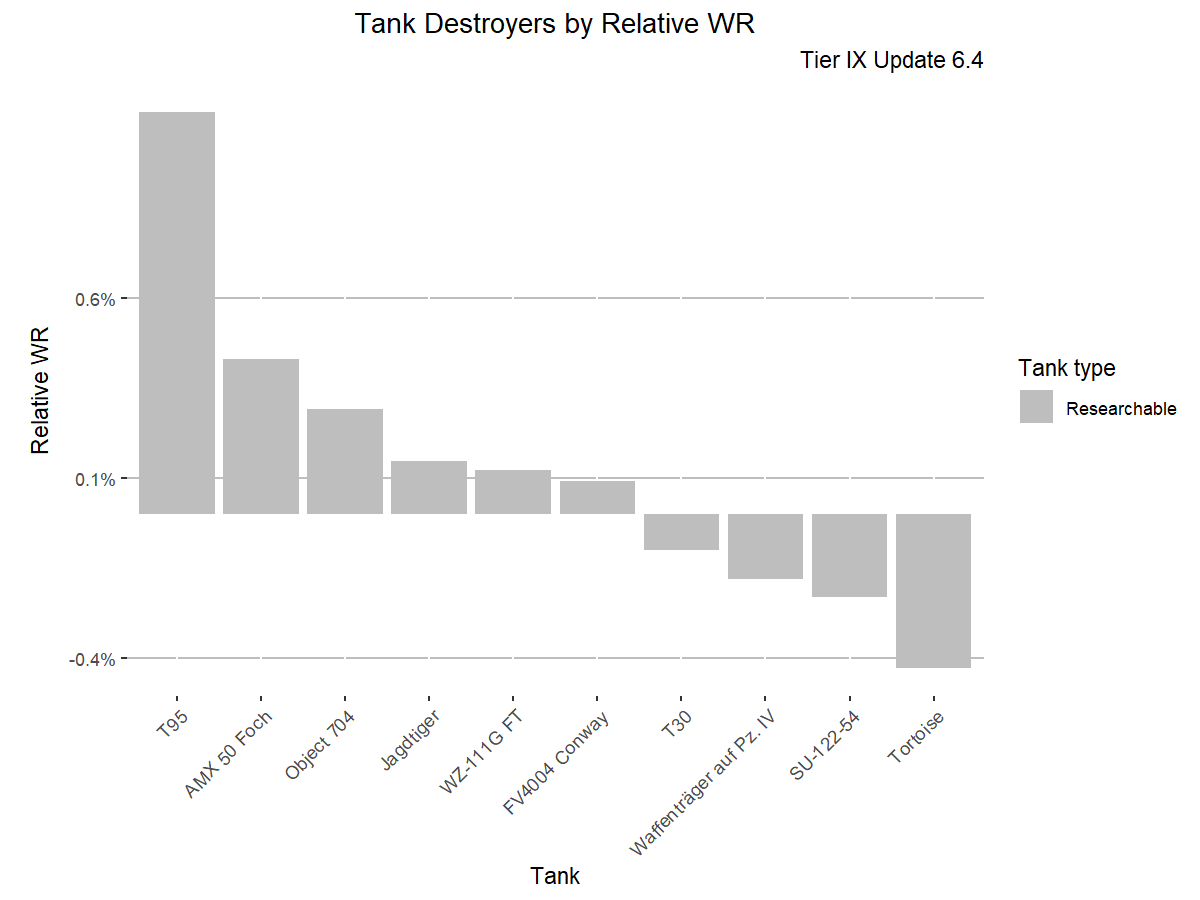 Tank Destroyers by Relative WR
Tier IX Update 6.4
Relative WR
0.6%
0.1%
-0.4%
T95
AMX 50 Foch
Object 704
Jagdtiger
WZ-111G FT
FV4004 Conway
T30
Waffenträger auf Pz. IV
SU-122-54
Tortoise
Tank
Tank type
Researchable